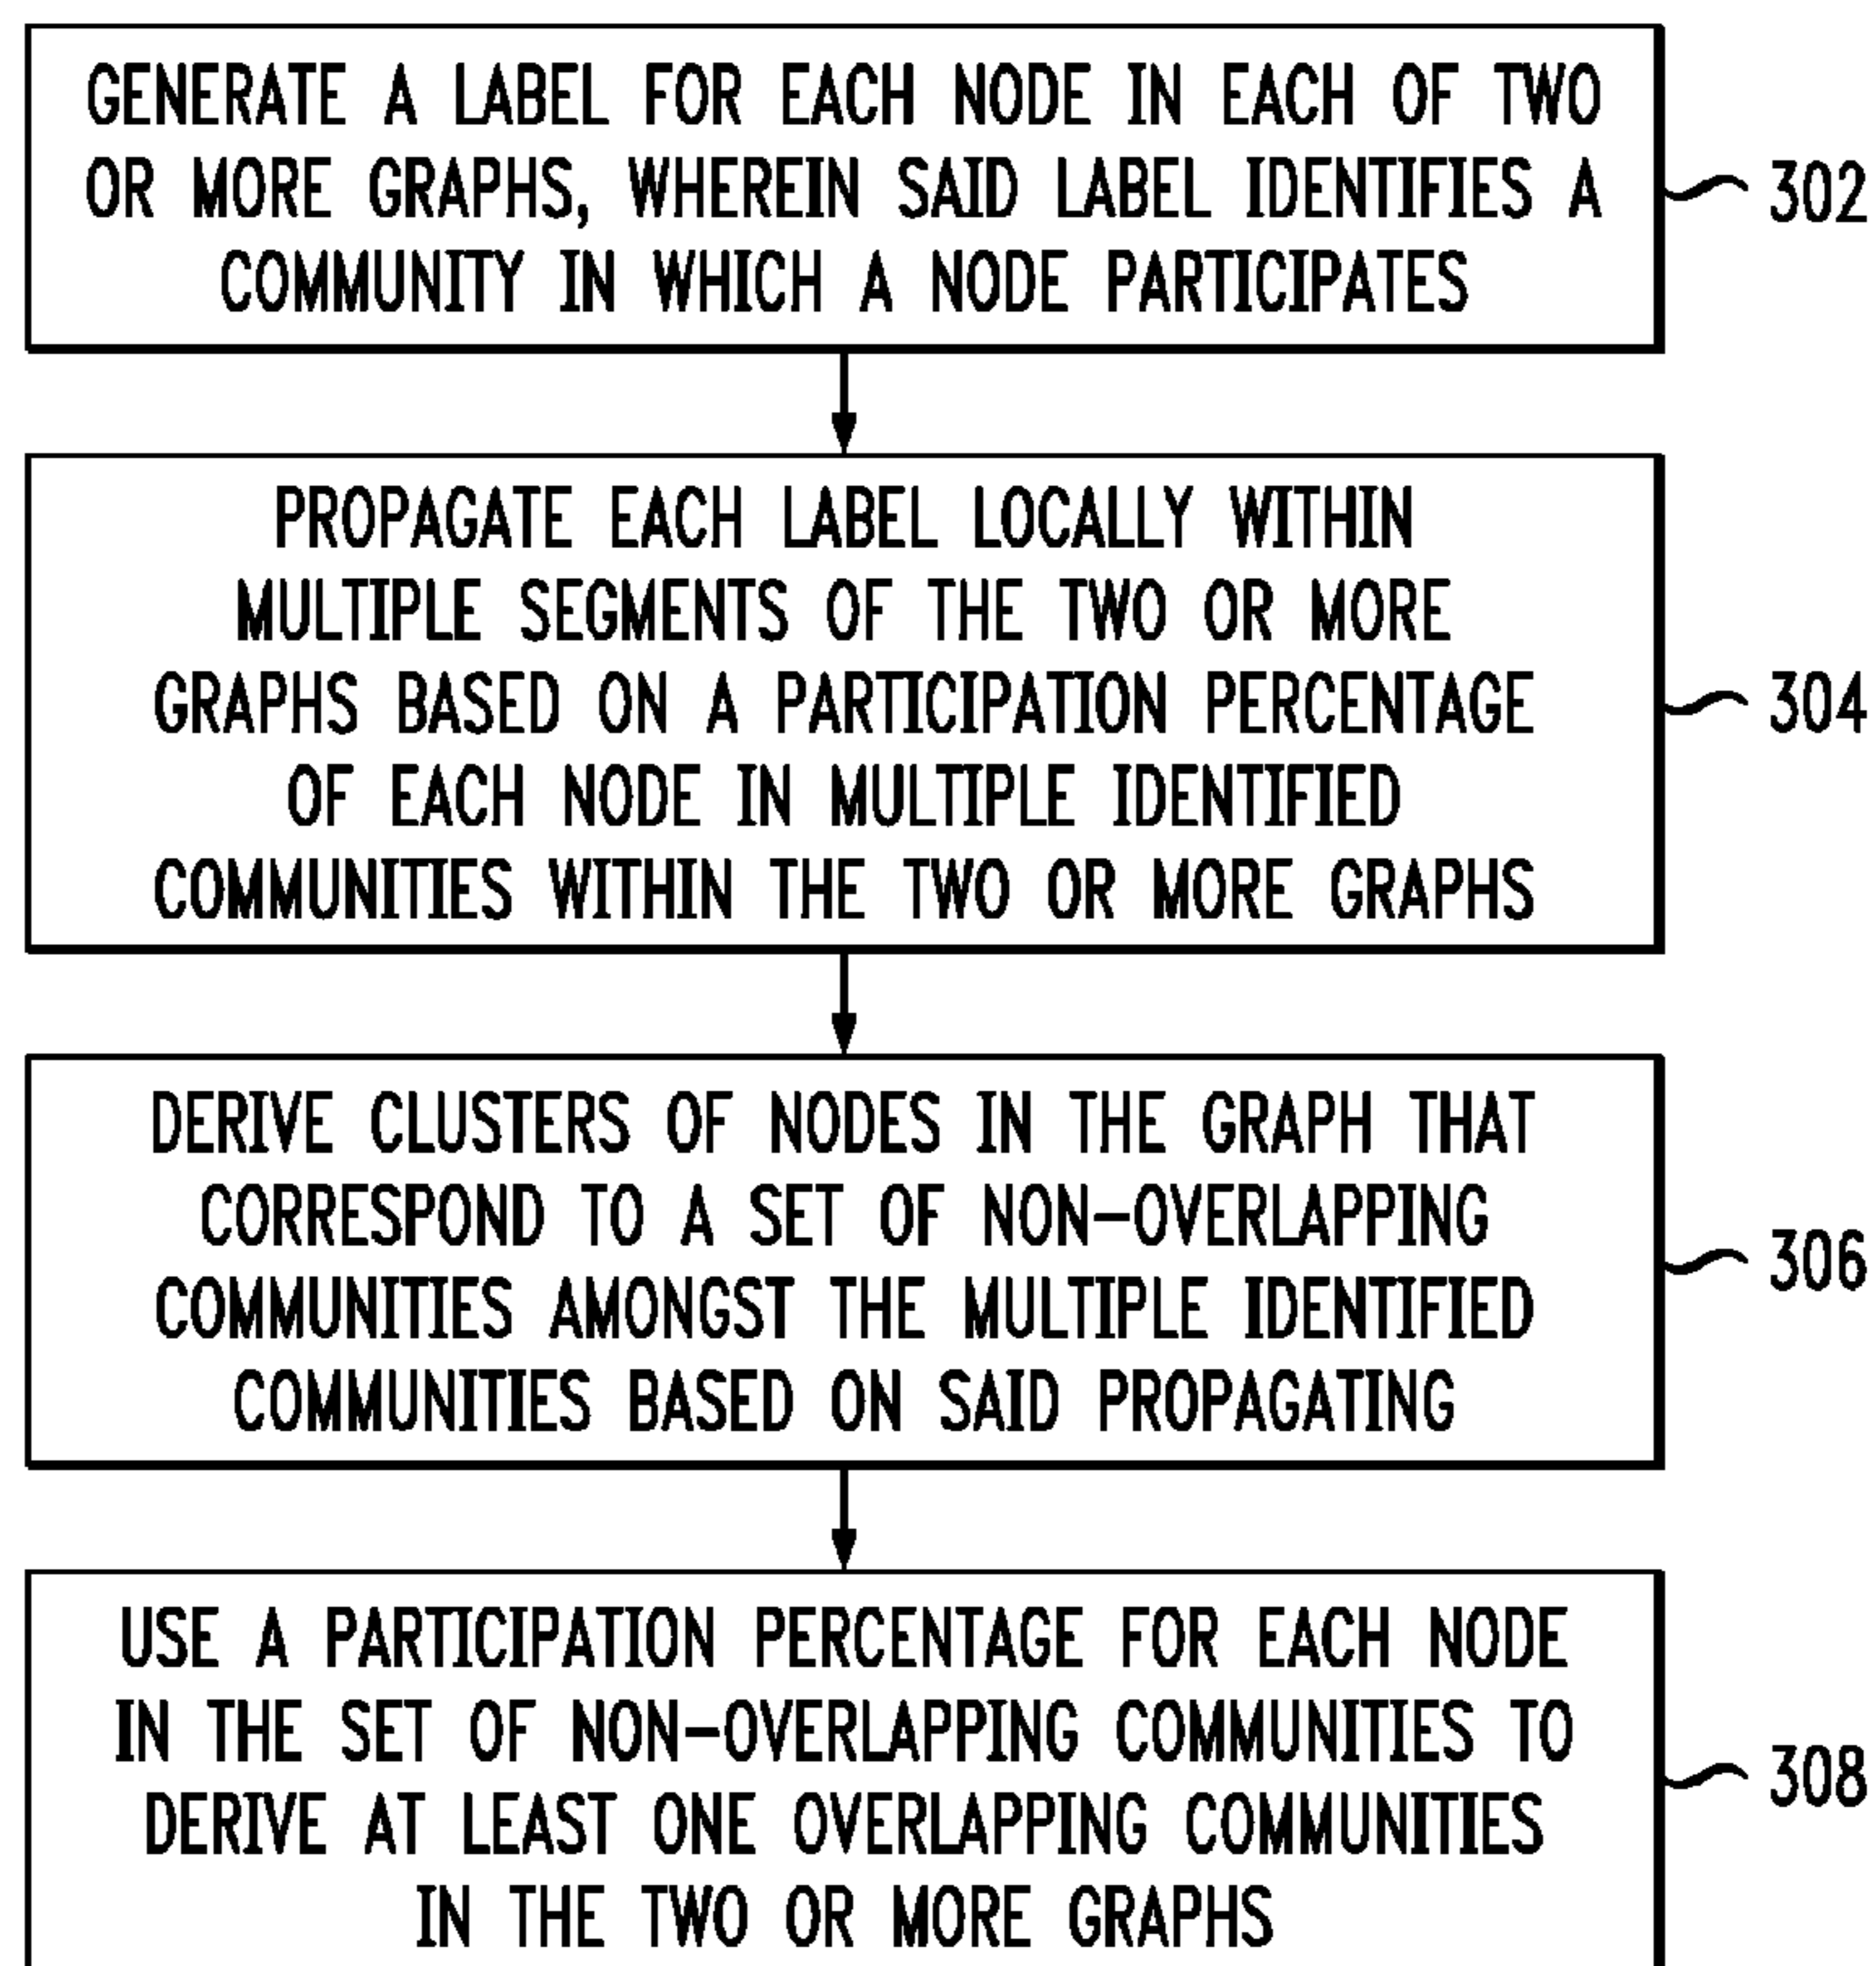 GENERATE A LABEL FOR EACH NODE IN EACH OF TWO
OR MORE GRAPHS, WHEREIN SAID LABEL IDENTIFIES A
COMMUNITY IN WHICH A NODE PARTICIPATES
302
PROPAGATE EACH LABEL LOCALLY WITHIN
MULTIPLE SEGMENTS OF THE TWO OR MORE
GRAPHS BASED ON A PARTICIPATION PERCENTAGE
OF EACH NODE IN MULTIPLE IDENTIFIED
COMMUNITIES WITHIN THE TWO OR MORE GRAPHS
304
DERIVE CLUSTERS OF NODES IN THE GRAPH THAT
CORRESPOND TO A SET OF NON-OVERLAPPING
COMMUNITIES AMONGST THE MULTIPLE IDENTIFIED
COMMUNITIES BASED ON SAID PROPAGATING
306
USE A PARTICIPATION PERCENTAGE FOR EACH NODE
IN THE SET OF NON-OVERLAPPING COMMUNITIES TO
DERIVE AT LEAST ONE OVERLAPPING COMMUNITIES
IN THE TWO OR MORE GRAPHS
308